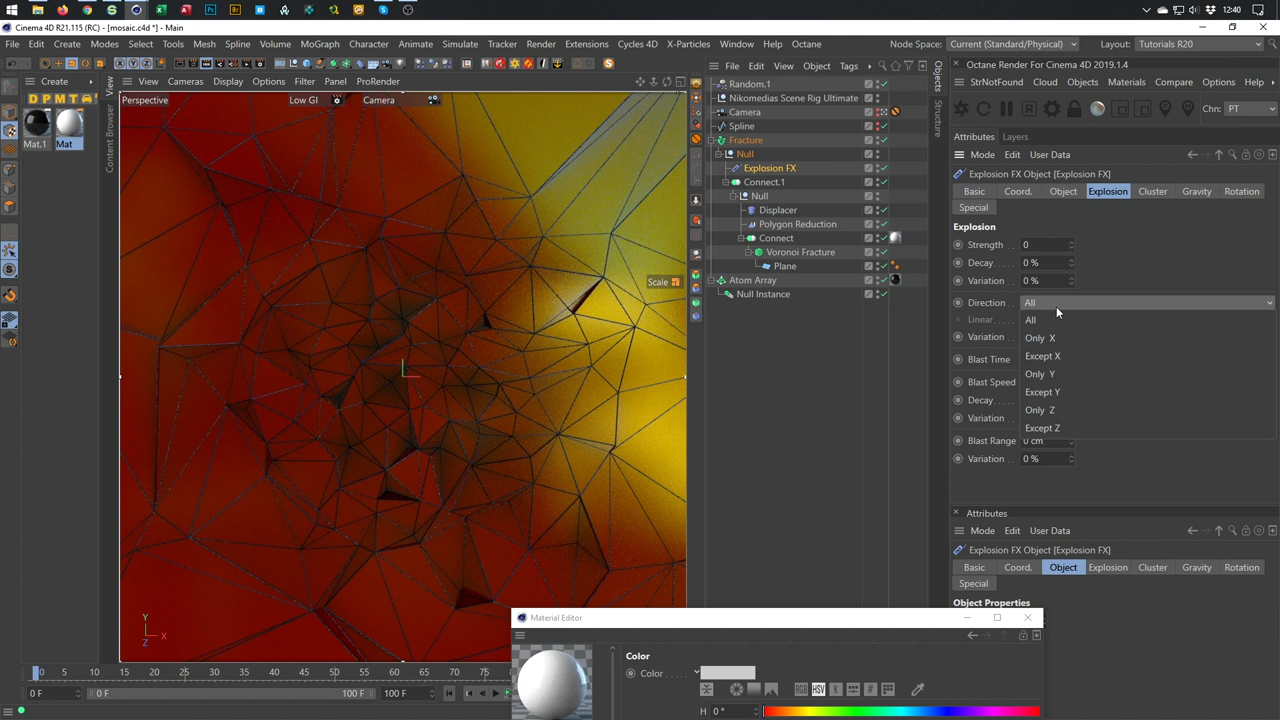 12:40
Cinema 4D R21.115 (RC) - [mosaic.c4d *] - Main
File Edit Create Modes Select Tools Mesh Spline Volume MoGraph Character Animate Simulate Tracker Render Extensions Cycles 4D X-Particles Window Help Octane
Node Space: Current (Standard/Physical) Layout: Tutorials R20
Create
D P M T
Mat.1 Mat
View
Content Browser
View Cameras Display Options Filter Panel ProRender
Perspective Low GI Camera
Scale
Y
X
Z
File Edit View Object Tags
Random.1
Nikomedias Scene Rig Ultimate
Camera
Spline
Fracture
Null
Explosion FX
Connect.1
Null
Displacer
Polygon Reduction
Connect
Voronoi Fracture
Plane
Atom Array
Null Instance
Objects
Structure
Octane Render For Cinema 4D 2019.1.4
StrNotFound Cloud Objects Materials Compare Options Help
Chn: PT
Attributes Layers
Mode Edit User Data
Explosion FX Object [Explosion FX]
Basic Coord. Object Explosion Cluster Gravity Rotation
Special
Explosion
Strength . . 0
Decay. . . . 0 %
Variation . . 0 %
Direction . . All
Linear. . . . .
All
Only X
Variation
Except X
Blast Time
Only Y
Blast Speed
Except Y
Decay. . . .
Only Z
Variation . .
Except Z
Blast Range 0 cm
Variation . . . 0 %
Attributes
Mode Edit User Data
Explosion FX Object [Explosion FX]
Basic Coord. Object Explosion Cluster Gravity Rotation
Special
Object Properties
Material Editor
Color
Color . . . .
RGB HSV K #
H 0 °
0 5 10 15 20 25 30 35 40 45 50 55 60 65 70 75
0 F 0 F 100 F 100 F